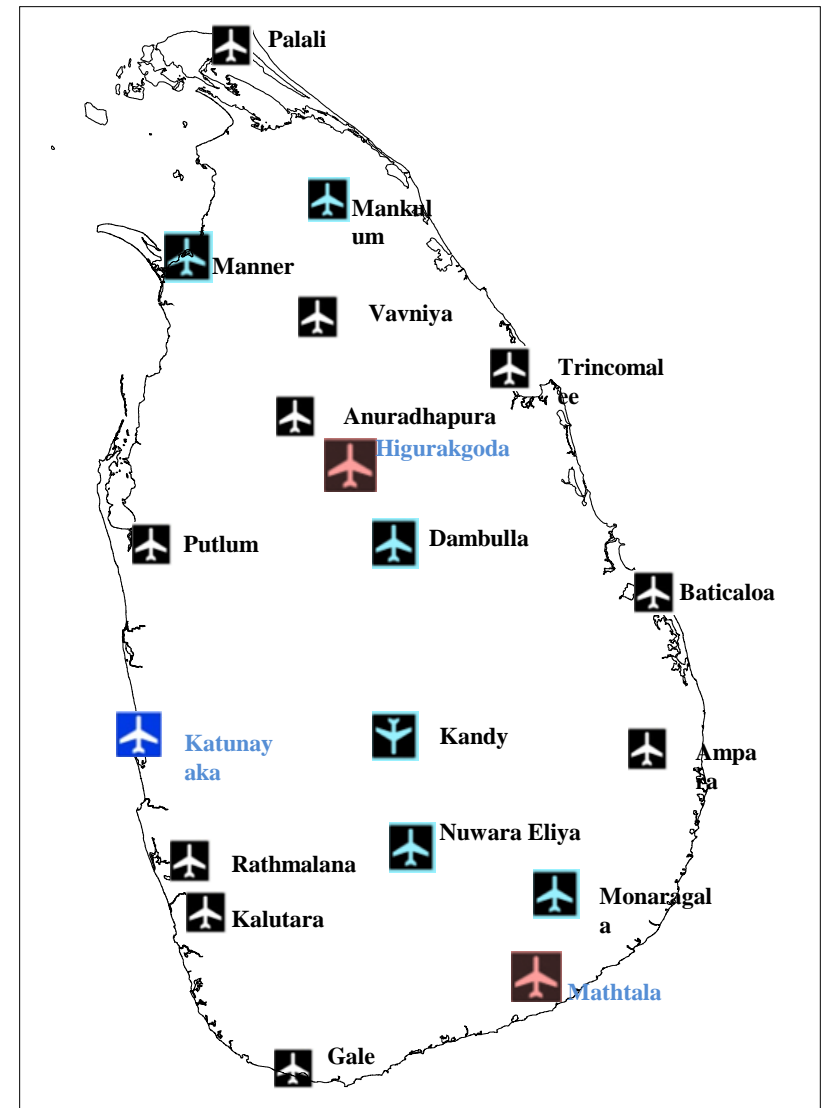 Palali
Mankul
um
Manner
Vavniya
Trincomal
ee
Anuradhapura
Higurakgoda
Putlum
Dambulla
Baticaloa
Katunay
aka
Kandy
Ampa
ra
Nuwara Eliya
Rathmalana
Monaragal
a
Kalutara
Mathtala
Gale